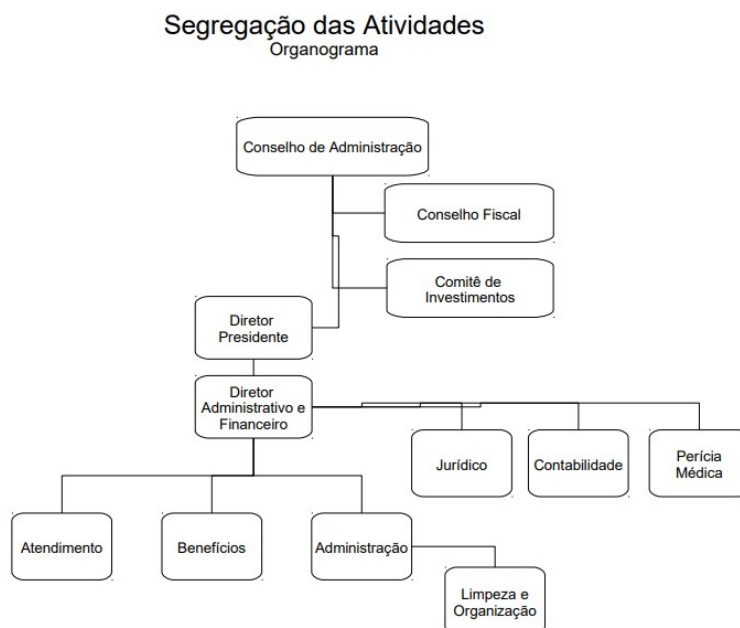 Segregação das Atividades
Organograma
Conselho de Administração
Conselho Fiscal
Comitê de
Investimentos
Diretor
Presidente
Diretor
Administrativo e
Financeiro
Jurídico
Contabilidade
Perícia
Médica
Atendimento
Benefícios
Administração
Limpeza e
Organização